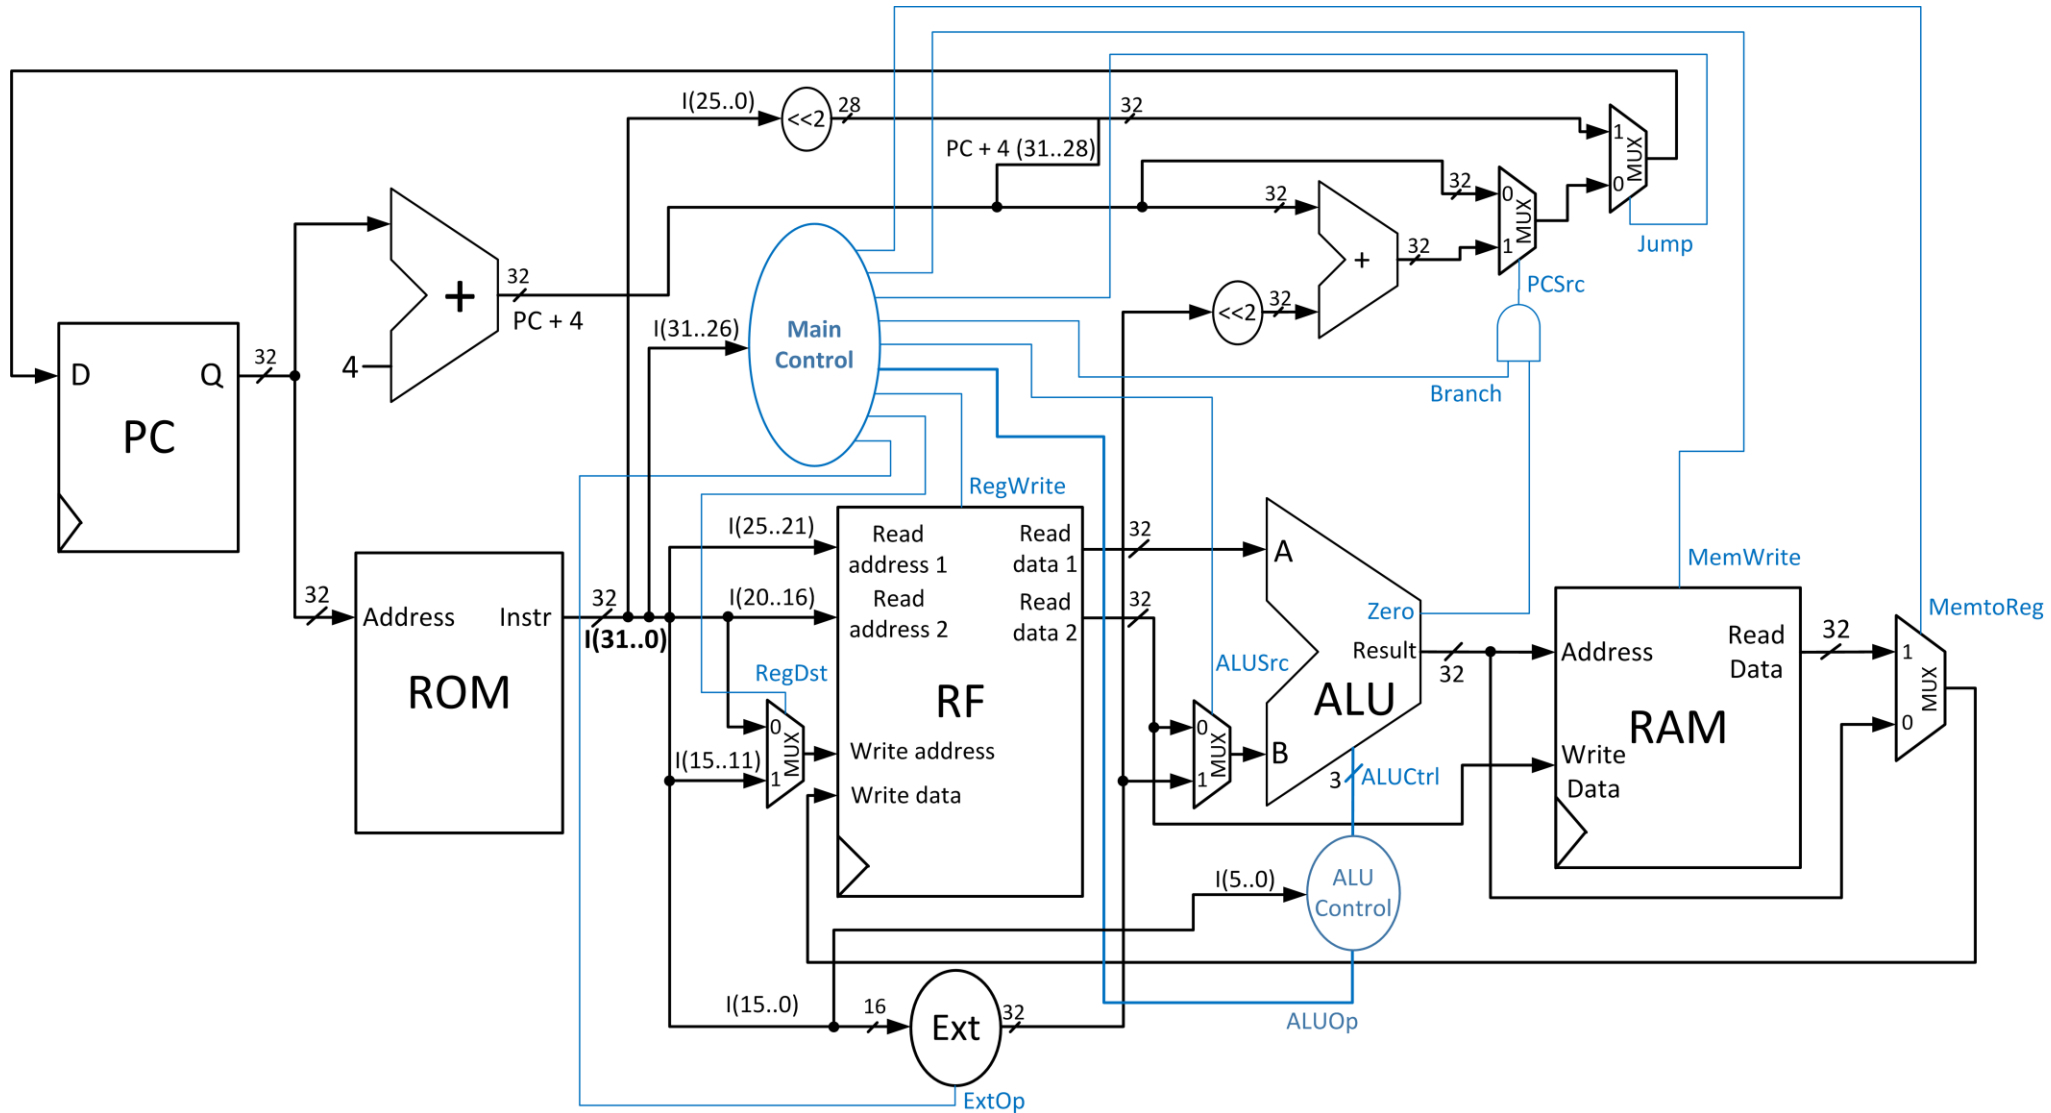 I(25..0)
<<2
28
32
1
MUX
0
PC + 4 (31..28)
Jump
32
32
0
MUX
1
32
+
PCSrc
<<2
32
+
32
PC + 4
4
I(31..26)
Main
Control
Branch
D
Q
32
PC
RegWrite
I(25..21)
Read
address 1
Read
data 1
32
A
MemWrite
32
Address
Instr
32
I(31..0)
I(20..16)
Read
address 2
Read
data 2
32
Zero
Result
32
ALU
B
MemtoReg
ROM
RegDst
0
MUX
1
I(15..11)
RF
Write address
Write data
ALUSrc
0
MUX
1
3
ALUCtrl
Address
Read
Data
32
RAM
Write
Data
1
MUX
0
I(5..0)
ALU
Control
I(15..0)
16
Ext
32
ALUOp
ExtOp